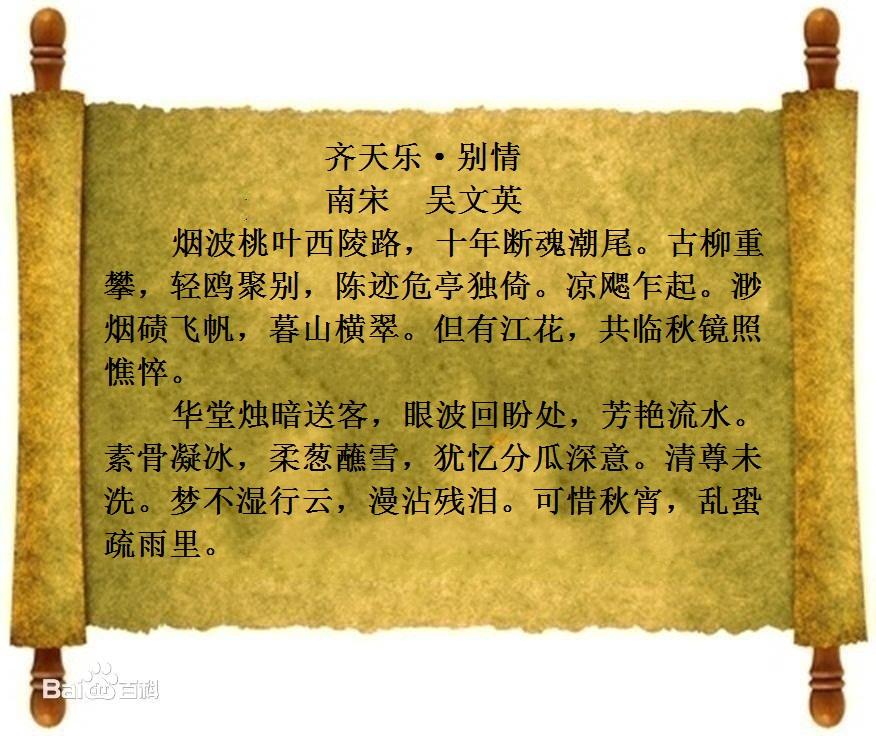 齐天乐·别情
南宋　吴文英
烟波桃叶西陵路，十年断魂潮尾。古柳重
攀，轻鸥聚别，陈迹危亭独倚。凉飔乍起。渺
烟碛飞帆，暮山横翠。但有江花，共临秋镜照
憔悴。
华堂烛暗送客，眼波回盼处，芳艳流水。
素骨凝冰，柔葱蘸雪，犹忆分瓜深意。清尊未
洗。梦不湿行云，漫沾残泪。可惜秋宵，乱蛩
疏雨里。
Bai百科